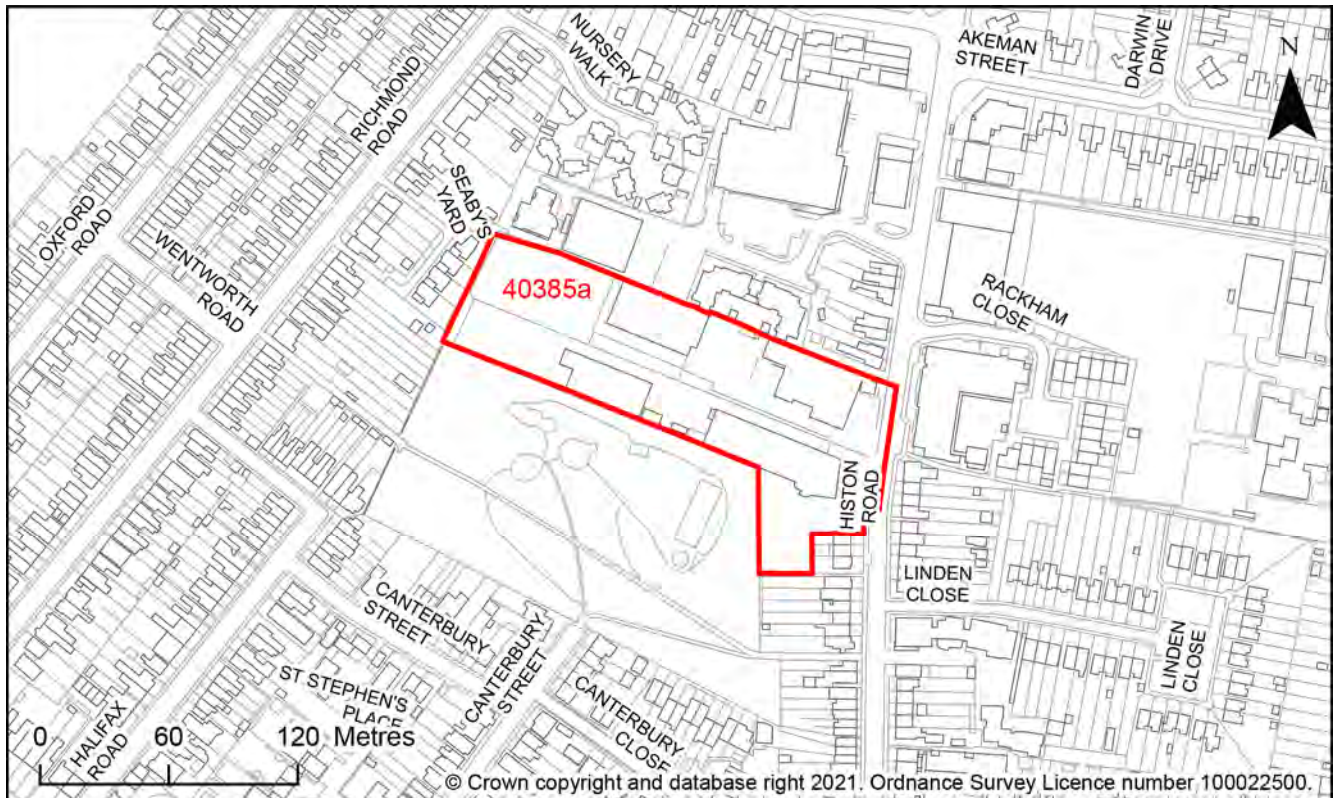 NURSERY
WALK
AKEMAN
STREET
DARWIN
DRIVE
N
RICHMOND
ROAD
OXFORD
ROAD
SEABY'S
YARD
WENTWORTH
ROAD
40385a
RACKHAM
CLOSE
HISTON
ROAD
LINDEN
CLOSE
LINDEN
CLOSE
CANTERBURY
STREET
CANTERBURY
STREET
ST STEPHEN'S
PLACE
CANTERBURY
CLOSE
HALIFAX
ROAD
0 60 120 Metres
© Crown copyright and database right 2021. Ordnance Survey Licence number 100022500.